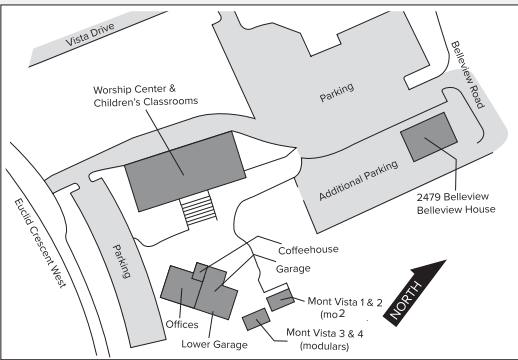 Vista Drive
Belleview Road
Worship Center &
Children's Classrooms
Parking
Additional Parking
2479 Belleview
Belleview House
Euclid Crescent West
Parking
Coffeehouse
Garage
Offices
Lower Garage
Mont Vista 1 & 2
(mo2
Mont Vista 3 & 4
(modulars)
NORTH